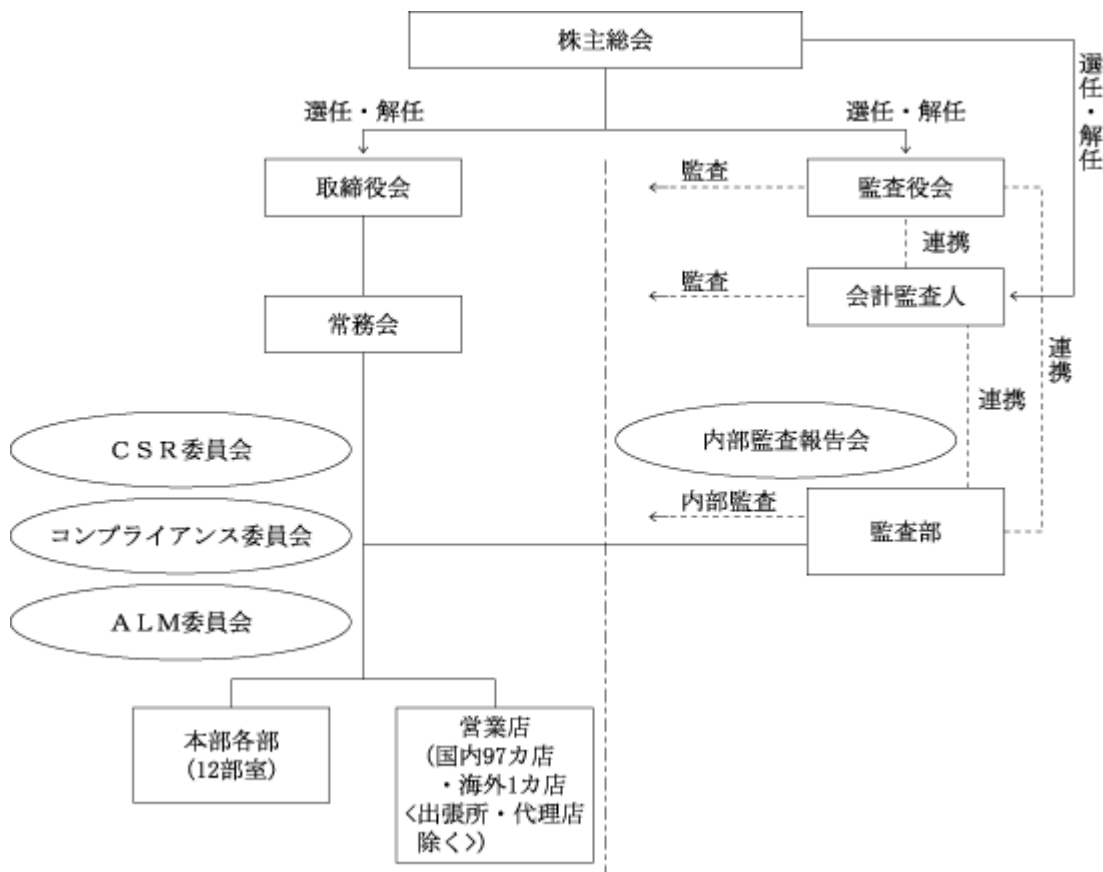 株主総会
選任・解任
選任・解任
選任・解任
取締役会
監査
監査役会
連携
監査
会計監査人
常務会
連携
連携
CSR委員会
内部監査報告会
コンプライアンス委員会
内部監査
監査部
ALM委員会
本部各部
(12部室)
営業店
(国内97カ店
・海外1カ店
<出張所・代理店
除く>)